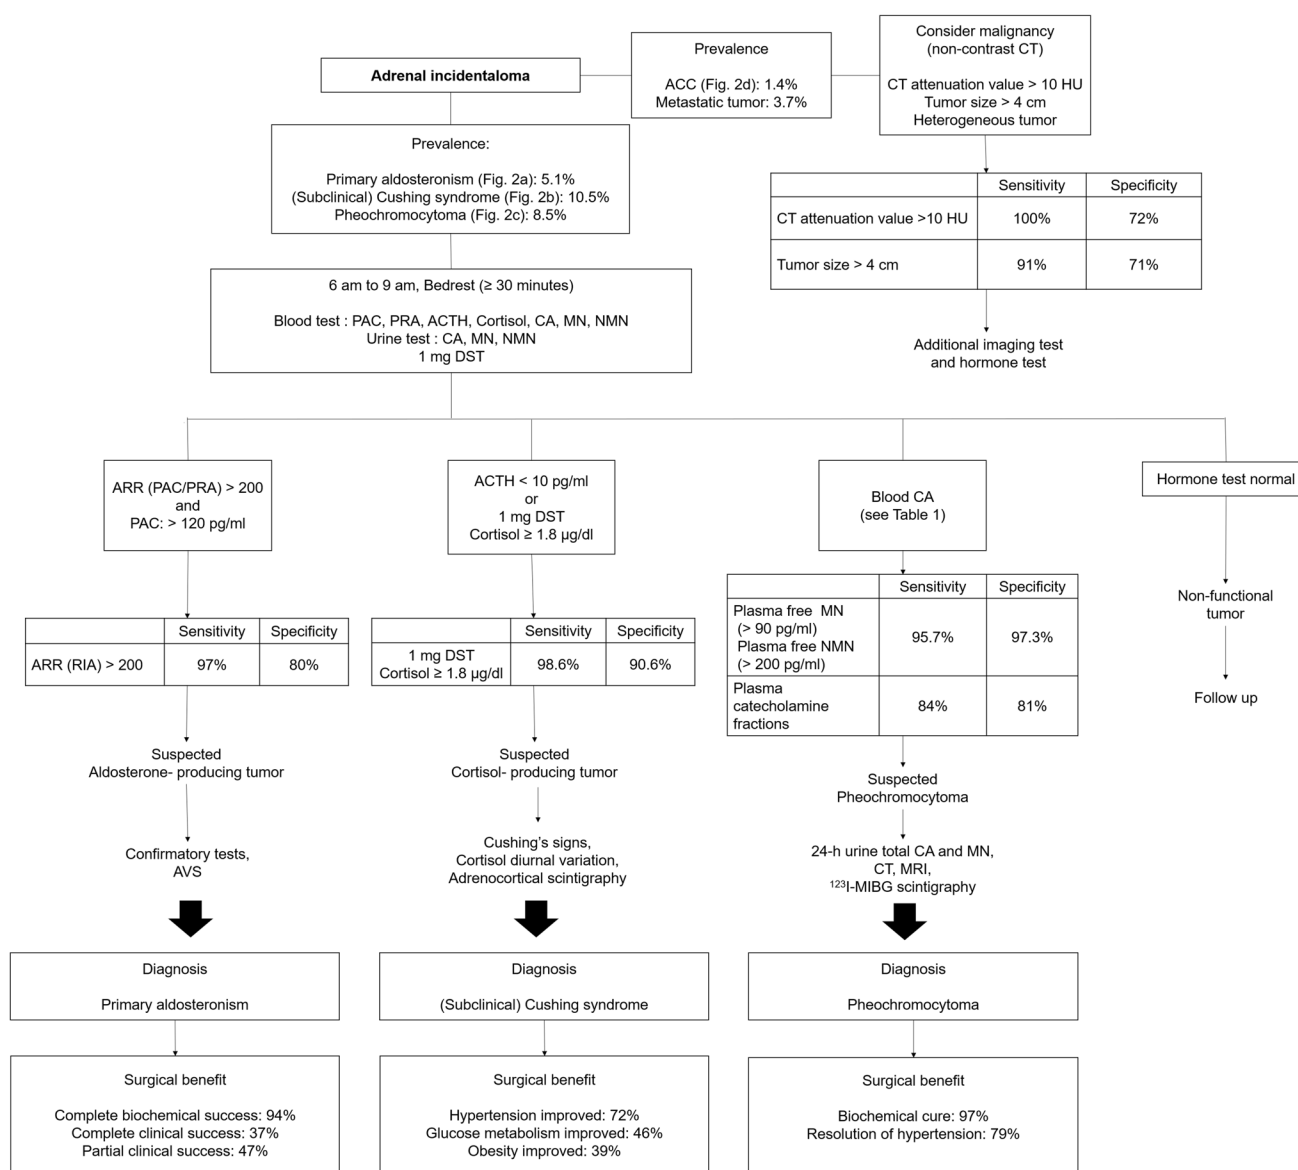 Adrenal incidentaloma
Prevalence
ACC (Fig. 2d): 1.4%
Metastatic tumor: 3.7%
Consider malignancy
(non-contrast CT)
CT attenuation value > 10 HU
Tumor size > 4 cm
Heterogeneous tumor
Sensitivity Specificity
CT attenuation value >10 HU 100% 72%
Tumor size > 4 cm 91% 71%
Additional imaging test
and hormone test
Prevalence:
Primary aldosteronism (Fig. 2a): 5.1%
(Subclinical) Cushing syndrome (Fig. 2b): 10.5%
Pheochromocytoma (Fig. 2c): 8.5%
6 am to 9 am, Bedrest (≥ 30 minutes)
Blood test : PAC, PRA, ACTH, Cortisol, CA, MN, NMN
Urine test : CA, MN, NMN
1 mg DST
ARR (PAC/PRA) > 200
and
PAC: > 120 pg/ml
Sensitivity Specificity
ARR (RIA) > 200 97% 80%
Suspected
Aldosterone- producing tumor
Confirmatory tests,
AVS
Diagnosis
Primary aldosteronism
Surgical benefit
Complete biochemical success: 94%
Complete clinical success: 37%
Partial clinical success: 47%
ACTH < 10 pg/ml
or
1 mg DST
Cortisol ≥ 1.8 µg/dl
Sensitivity Specificity
1 mg DST
Cortisol ≥ 1.8 µg/dl 98.6% 90.6%
Suspected
Cortisol- producing tumor
Cushing's signs,
Cortisol diurnal variation,
Adrenocortical scintigraphy
Diagnosis
(Subclinical) Cushing syndrome
Surgical benefit
Hypertension improved: 72%
Glucose metabolism improved: 46%
Obesity improved: 39%
Blood CA
(see Table 1)
Sensitivity Specificity
Plasma free MN
(> 90 pg/ml)
Plasma free NMN
(> 200 pg/ml)
95.7% 97.3%
Plasma
catecholamine
fractions
84% 81%
Suspected
Pheochromocytoma
24-h urine total CA and MN,
CT, MRI,
¹²³I-MIBG scintigraphy
Diagnosis
Pheochromocytoma
Surgical benefit
Biochemical cure: 97%
Resolution of hypertension: 79%
Hormone test normal
Non-functional
tumor
Follow up